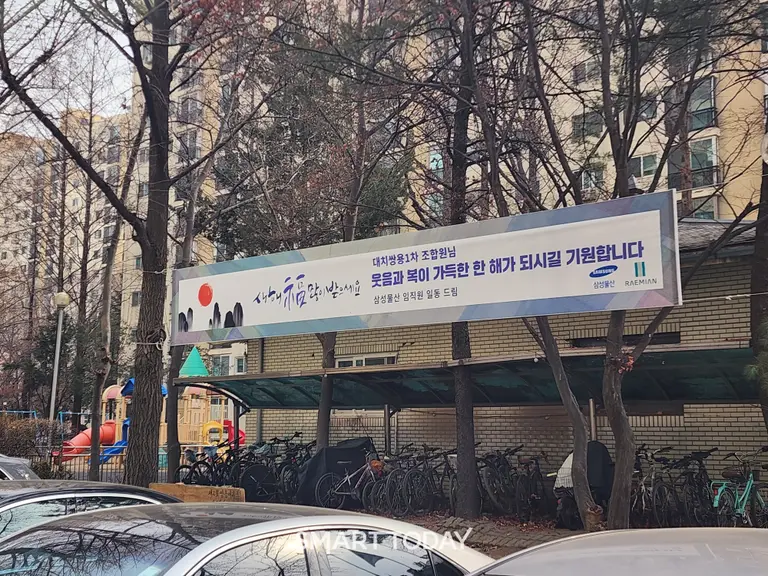 새해福많이받으세요
대치쌍용1차 조합원님
웃음과 복이 가득한 한 해가 되시길 기원합니다
삼성물산 임직원 일동 드림
SAMSUNG
삼성물산
RAEMIAN
SMART TODAY